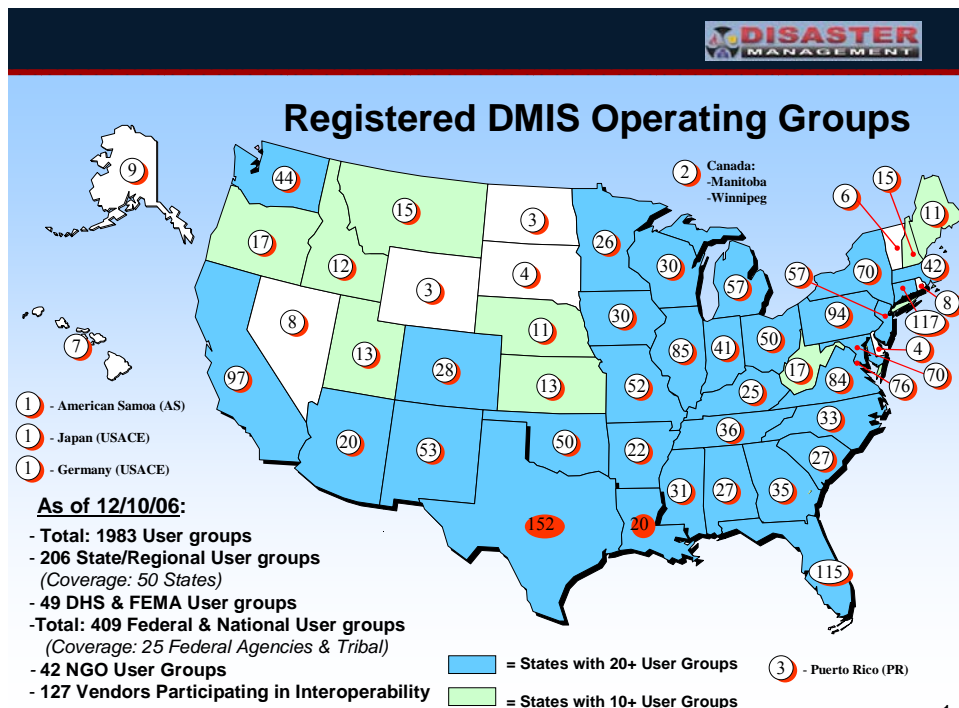 DISASTER
MANAGEMENT
Registered DMIS Operating Groups
9
44
15
3
2
Canada:
-Manitoba
-Winnipeg
15
6
11
17
12
3
4
26
30
57
57
70
42
8
117
4
70
76
7
8
13
28
11
13
30
85
41
50
94
17
84
97
20
53
50
52
22
25
36
33
27
31
27
35
152
20
115
1 - American Samoa (AS)
1 - Japan (USACE)
1 - Germany (USACE)
As of 12/10/06:
- Total: 1983 User groups
- 206 State/Regional User groups
(Coverage: 50 States)
- 49 DHS & FEMA User groups
-Total: 409 Federal & National User groups
(Coverage: 25 Federal Agencies & Tribal)
- 42 NGO User Groups
- 127 Vendors Participating in Interoperability
= States with 20+ User Groups
= States with 10+ User Groups
3 - Puerto Rico (PR)